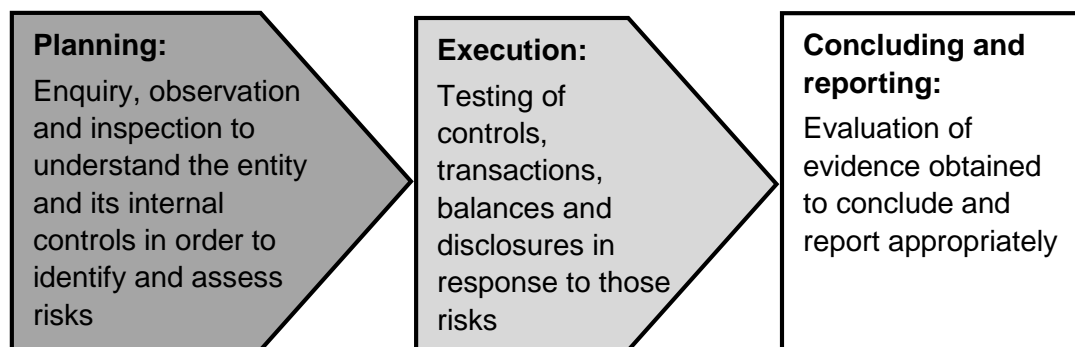 Planning:
Enquiry, observation
and inspection to
understand the entity
and its internal
controls in order to
identify and assess
risks
Execution:
Testing of
controls,
transactions,
balances and
disclosures in
response to those
risks
Concluding and
reporting:
Evaluation of
evidence obtained
to conclude and
report appropriately